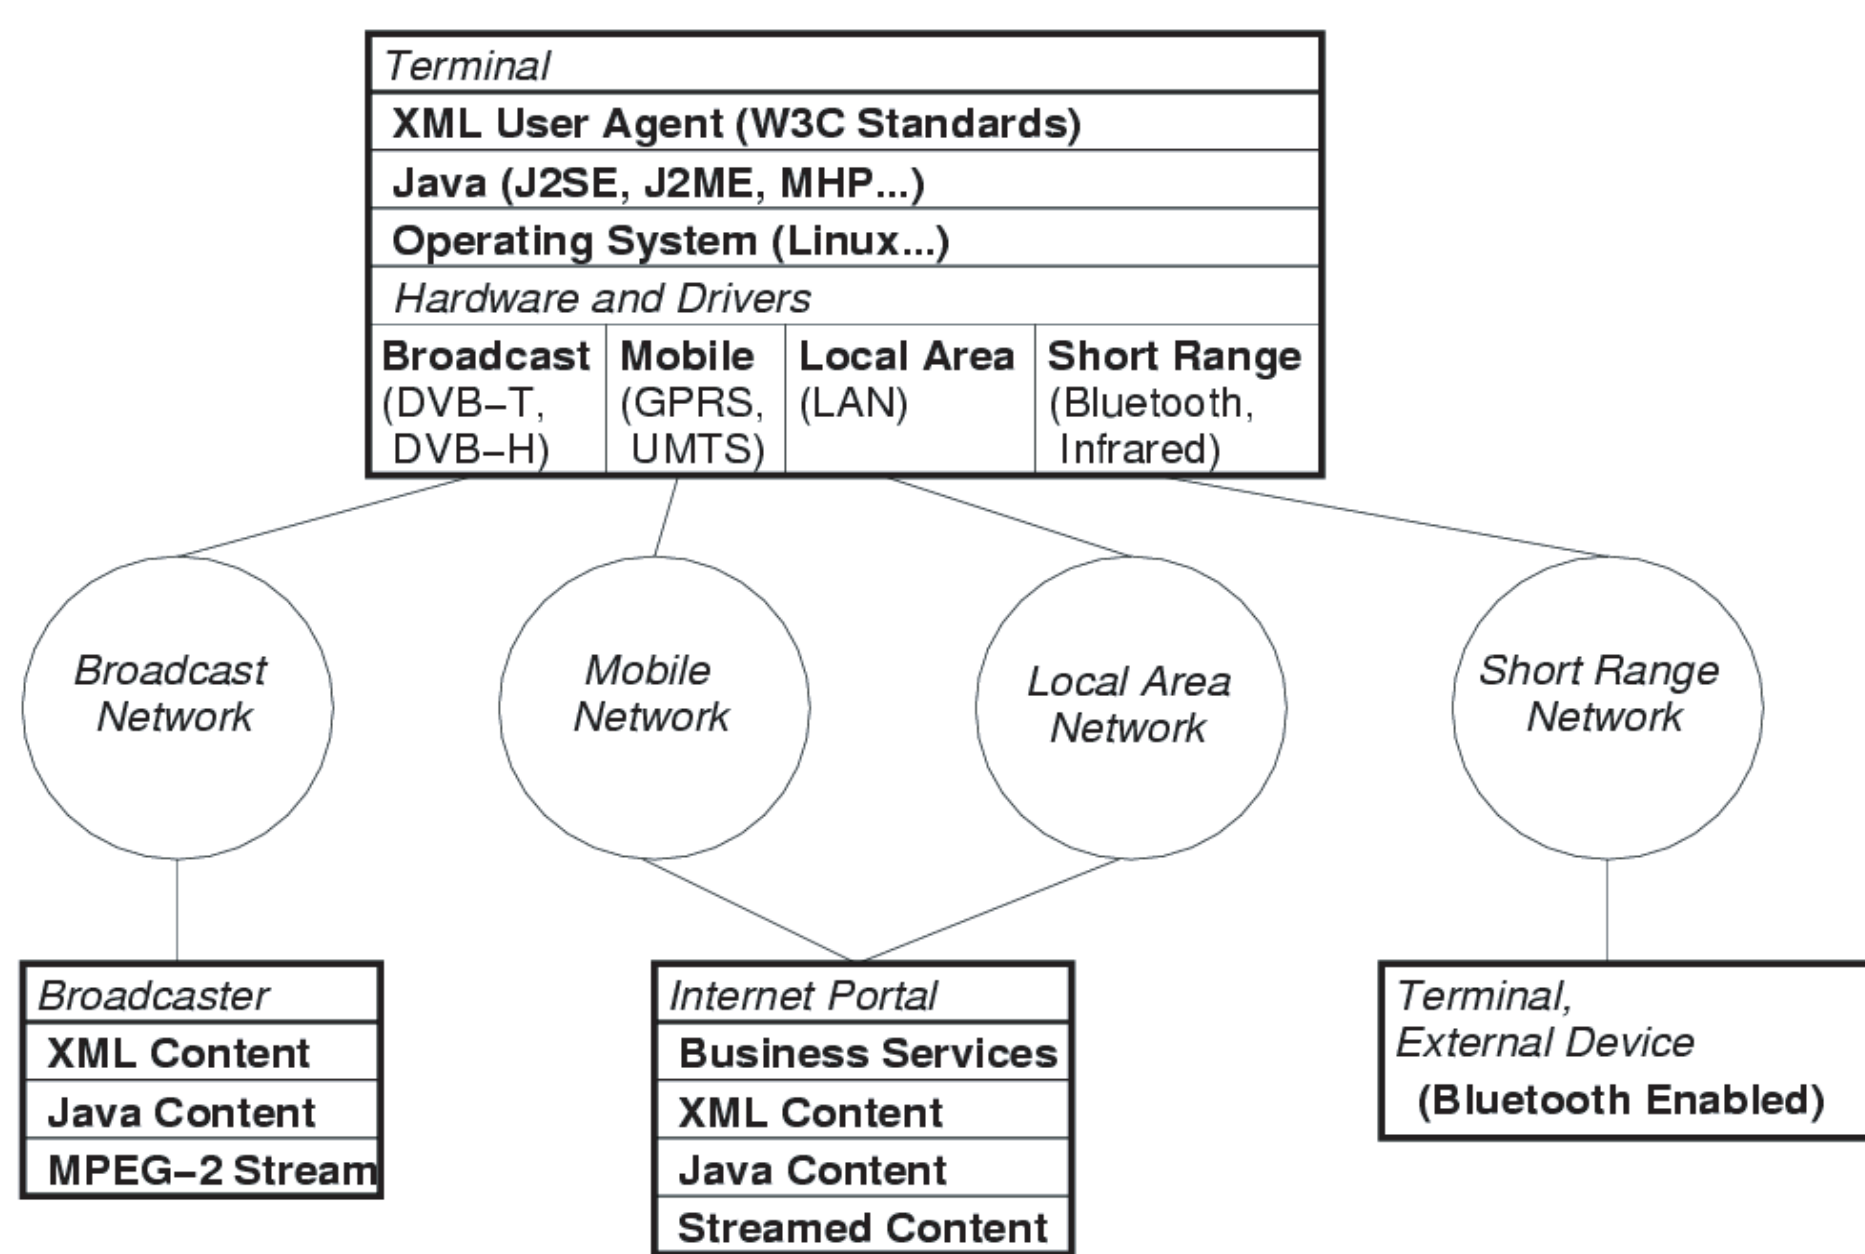 Terminal
XML User Agent (W3C Standards)
Java (J2SE, J2ME, MHP...)
Operating System (Linux...)
Hardware and Drivers
Broadcast
(DVB–T,
DVB–H)
Mobile
(GPRS,
UMTS)
Local Area
(LAN)
Short Range
(Bluetooth,
Infrared)
Broadcast
Network
Mobile
Network
Local Area
Network
Short Range
Network
Broadcaster
XML Content
Java Content
MPEG–2 Stream
Internet Portal
Business Services
XML Content
Java Content
Streamed Content
Terminal,
External Device
(Bluetooth Enabled)